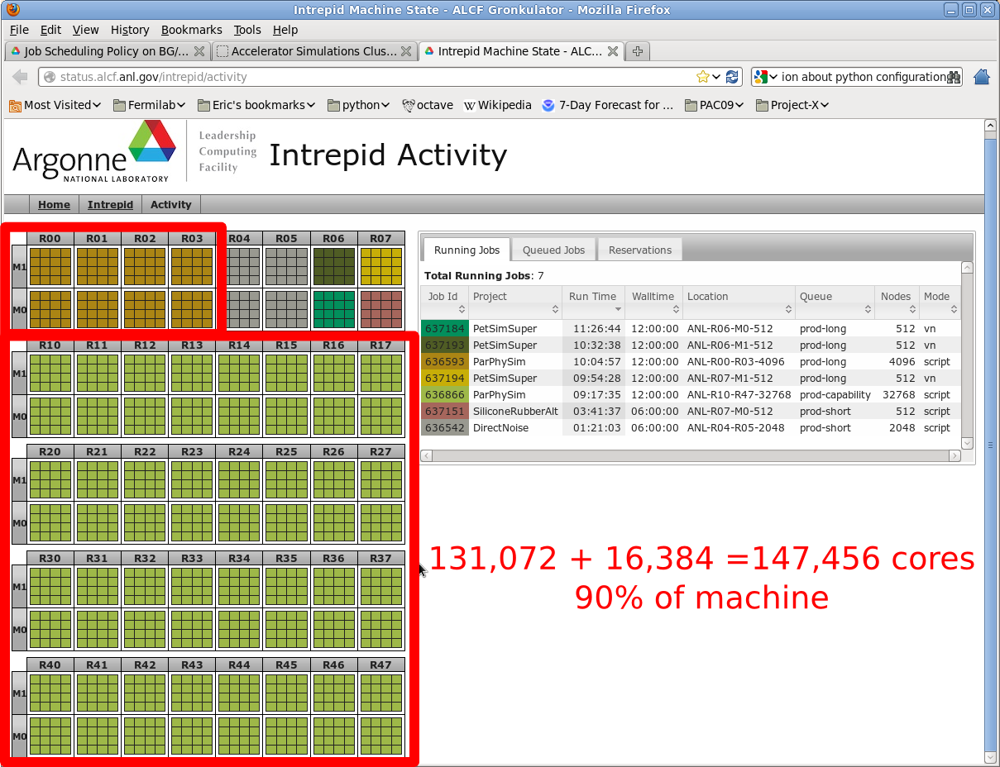 Intrepid Machine State - ALCF Gronkulator - Mozilla Firefox
File Edit View History Bookmarks Tools Help
Job Scheduling Policy on BG/... Accelerator Simulations Clus... Intrepid Machine State - ALC...
status.alcf.anl.gov/intrepid/activity ion about python configuration
Most Visited Fermilab Eric's bookmarks python octave Wikipedia 7-Day Forecast for ... PAC09 Project-X
Argonne
NATIONAL LABORATORY
Leadership
Computing
Facility
Intrepid Activity
Home Intrepid Activity
R00 R01 R02 R03 R04 R05 R06 R07
M1
M0
R10 R11 R12 R13 R14 R15 R16 R17
M1
M0
R20 R21 R22 R23 R24 R25 R26 R27
M1
M0
R30 R31 R32 R33 R34 R35 R36 R37
M1
M0
R40 R41 R42 R43 R44 R45 R46 R47
M1
M0
Running Jobs Queued Jobs Reservations
Total Running Jobs: 7
Job Id Project Run Time Walltime Location Queue Nodes Mode
637184 PetSimSuper 11:26:44 12:00:00 ANL-R06-M0-512 prod-long 512 vn
637193 PetSimSuper 10:32:38 12:00:00 ANL-R06-M1-512 prod-long 512 vn
636593 ParPhySim 10:04:57 12:00:00 ANL-R00-R03-4096 prod-long 4096 script
637194 PetSimSuper 09:54:28 12:00:00 ANL-R07-M1-512 prod-long 512 vn
636866 ParPhySim 09:17:35 12:00:00 ANL-R10-R47-32768 prod-capability 32768 script
637151 SiliconeRubberAlt 03:41:37 06:00:00 ANL-R07-M0-512 prod-short 512 script
636542 DirectNoise 01:21:03 06:00:00 ANL-R04-R05-2048 prod-short 2048 script
131,072 + 16,384 =147,456 cores
90% of machine